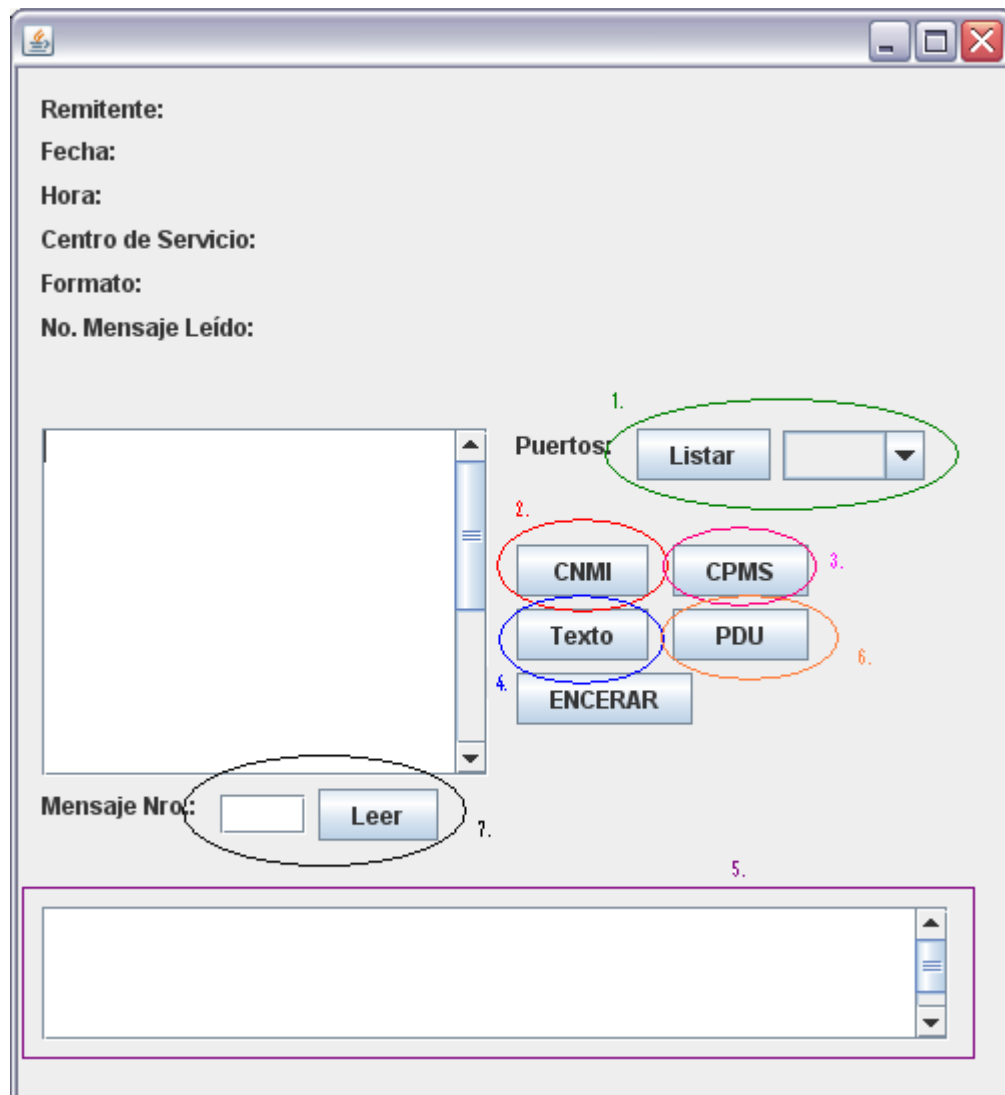 Remitente:
Fecha:
Hora:
Centro de Servicio:
Formato:
No. Mensaje Leído:
1.
Puertos: Listar
2.
CNMI CPMS 3.
Texto PDU 6.
4. ENCERAR
Mensaje Nro.: Leer 7.
5.